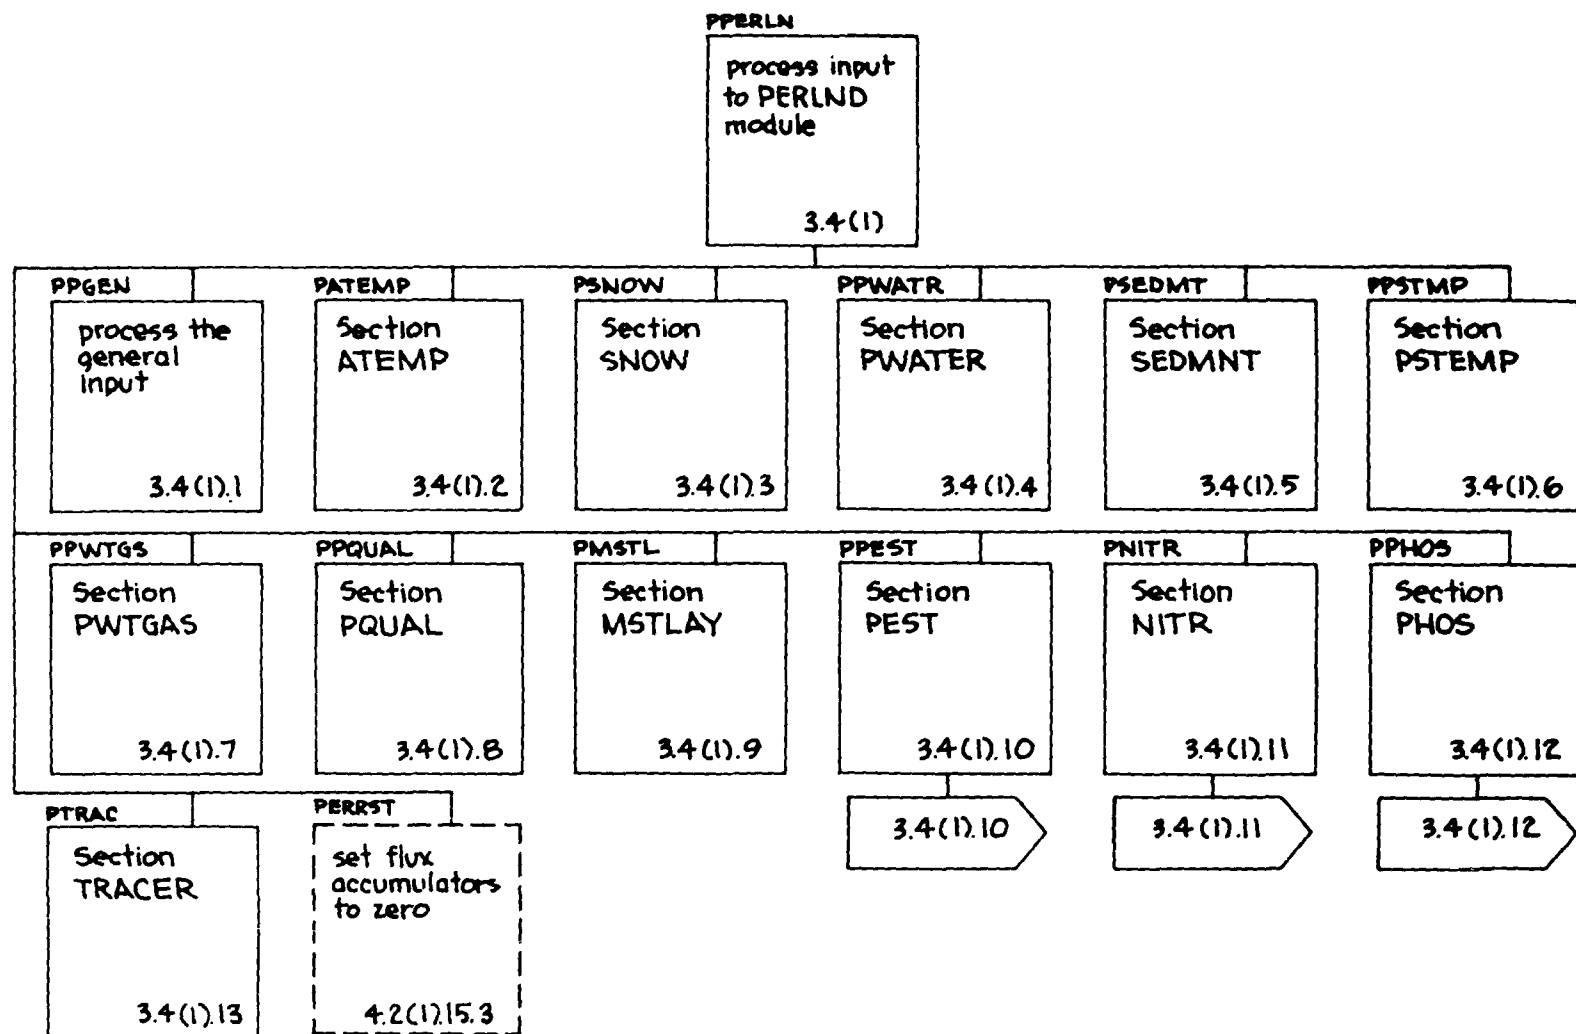 PPERLN
process input
to PERLND
module
3.4(1)
PPGEN
process the
general
input
3.4(1).1
PATEMP
Section
ATEMP
3.4(1).2
PSNOW
Section
SNOW
3.4(1).3
PPWATR
Section
PWATER
3.4(1).4
PSEDMT
Section
SEDMNT
3.4(1).5
PPSTMP
Section
PSTEMP
3.4(1).6
PPWTGS
Section
PWTGAS
3.4(1).7
PPQUAL
Section
PQUAL
3.4(1).8
PMSTL
Section
MSTLAY
3.4(1).9
PPEST
Section
PEST
3.4(1).10
3.4(1).10
PNITR
Section
NITR
3.4(1).11
3.4(1).11
PPHOS
Section
PHOS
3.4(1).12
3.4(1).12
PTRAC
Section
TRACER
3.4(1).13
PERRST
set flux
accumulators
to zero
4.2(1).15.3